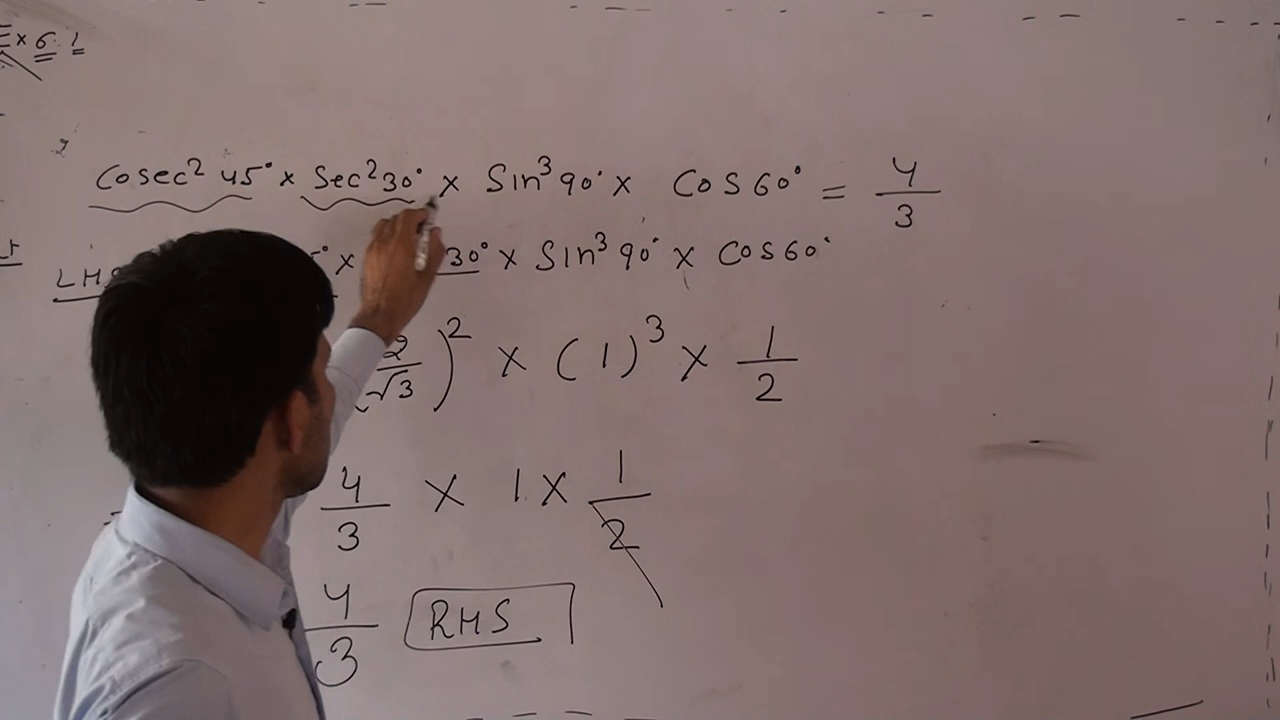 Ex 6.1
Cosec² 45° × Sec² 30° × Sin³ 90° × Cos 60° = 4/3
LHS ° × 30° × Sin³ 90° × Cos 60°
2/√3)² × (1)³ × 1/2
4/3 × 1 × 1/2
4/3 RHS